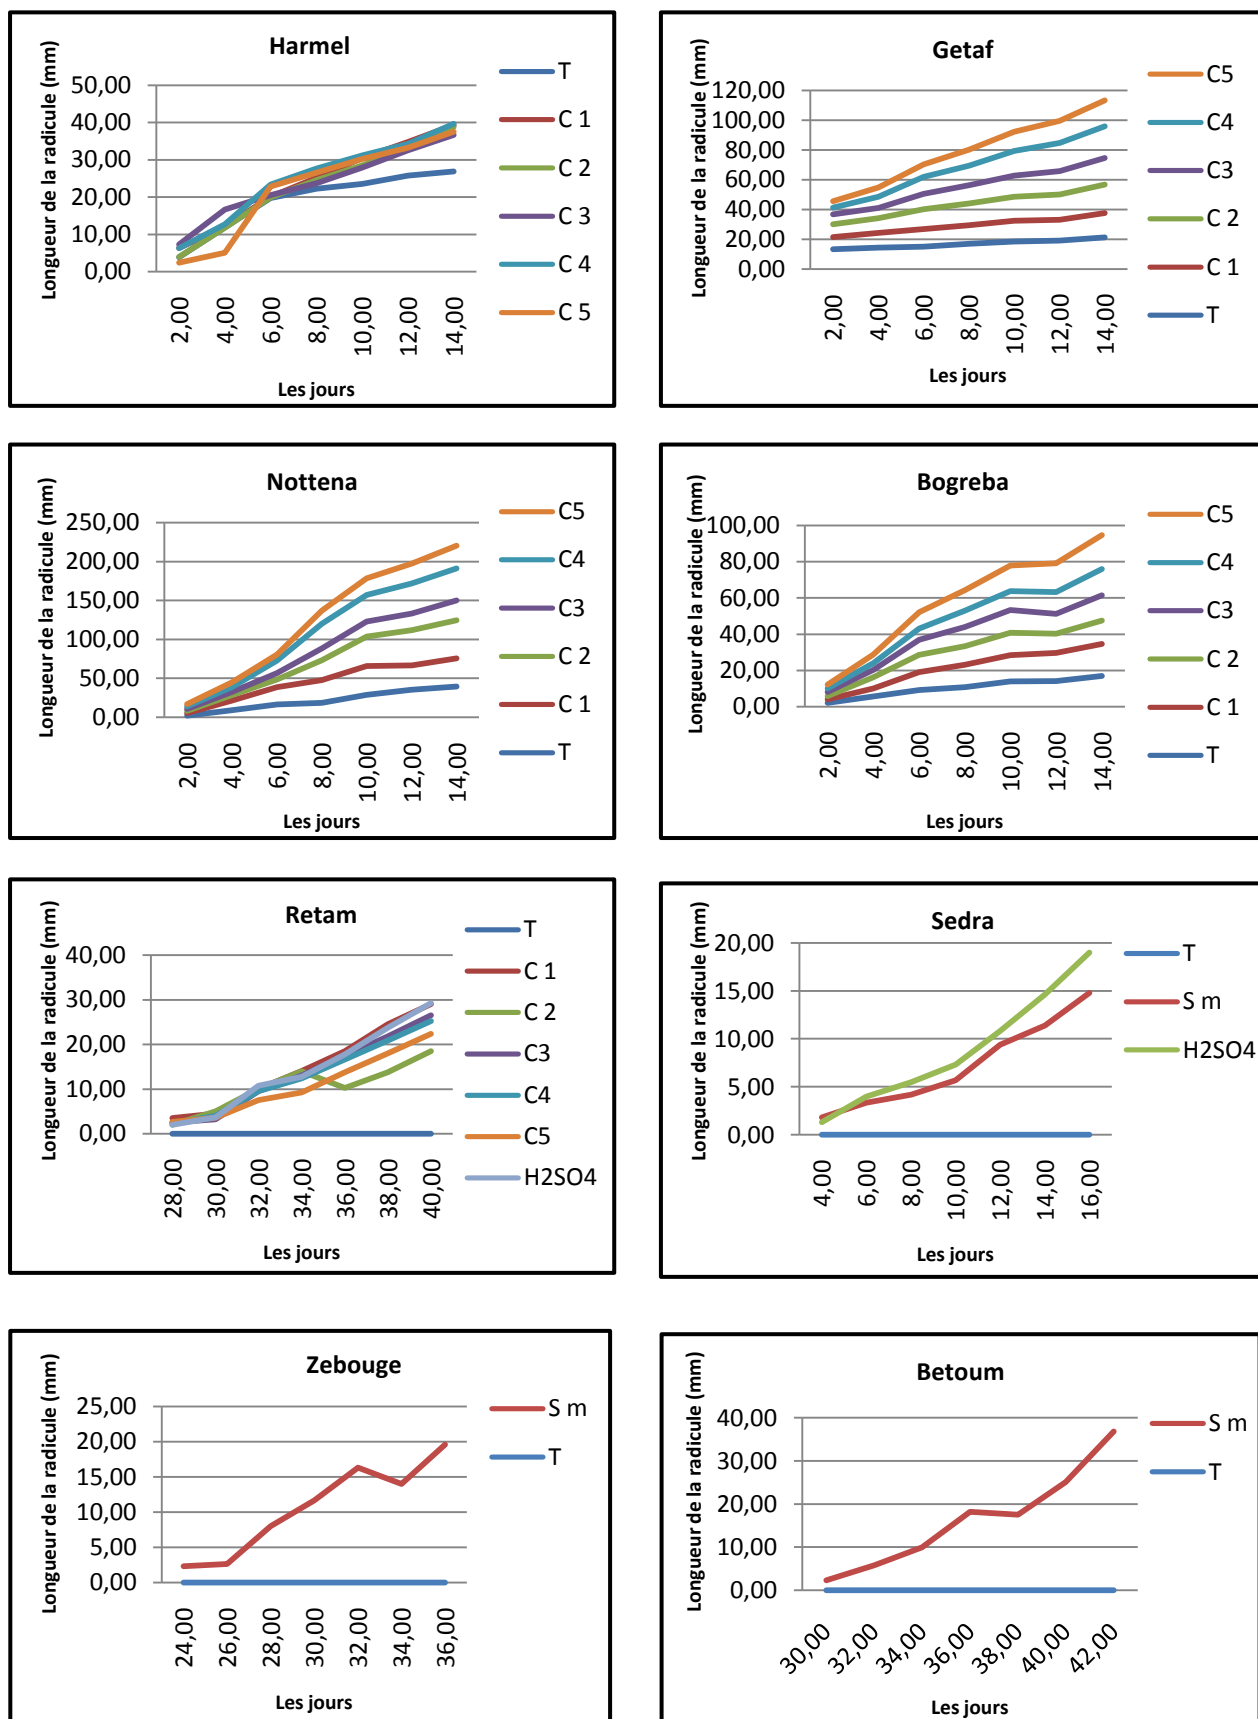 Harmel
Longueur de la radicule (mm)
50,00
40,00
30,00
20,00
10,00
0,00
2,00
4,00
6,00
8,00
10,00
12,00
14,00
Les jours
T
C 1
C 2
C 3
C 4
C 5
Getaf
Longueur de la radicule (mm)
120,00
100,00
80,00
60,00
40,00
20,00
0,00
2,00
4,00
6,00
8,00
10,00
12,00
14,00
Les jours
C5
C4
C3
C 2
C 1
T
Nottena
Longueur de la radicule (mm)
250,00
200,00
150,00
100,00
50,00
0,00
2,00
4,00
6,00
8,00
10,00
12,00
14,00
Les jours
C5
C4
C3
C 2
C 1
T
Bogreba
Longueur de la radicule (mm)
100,00
80,00
60,00
40,00
20,00
0,00
2,00
4,00
6,00
8,00
10,00
12,00
14,00
Les jours
C5
C4
C3
C 2
C 1
T
Retam
Longueur de la radicule (mm)
40,00
30,00
20,00
10,00
0,00
28,00
30,00
32,00
34,00
36,00
38,00
40,00
Les jours
T
C 1
C 2
C3
C4
C5
H2SO4
Sedra
Longueur de la radicule (mm)
20,00
15,00
10,00
5,00
0,00
4,00
6,00
8,00
10,00
12,00
14,00
16,00
Les jours
T
S m
H2SO4
Zebouge
Longueur de la radicule (mm)
25,00
20,00
15,00
10,00
5,00
0,00
24,00
26,00
28,00
30,00
32,00
34,00
36,00
Les jours
S m
T
Betoum
Longueur de la radicule (mm)
40,00
30,00
20,00
10,00
0,00
30,00
32,00
34,00
36,00
38,00
40,00
42,00
Les jours
S m
T